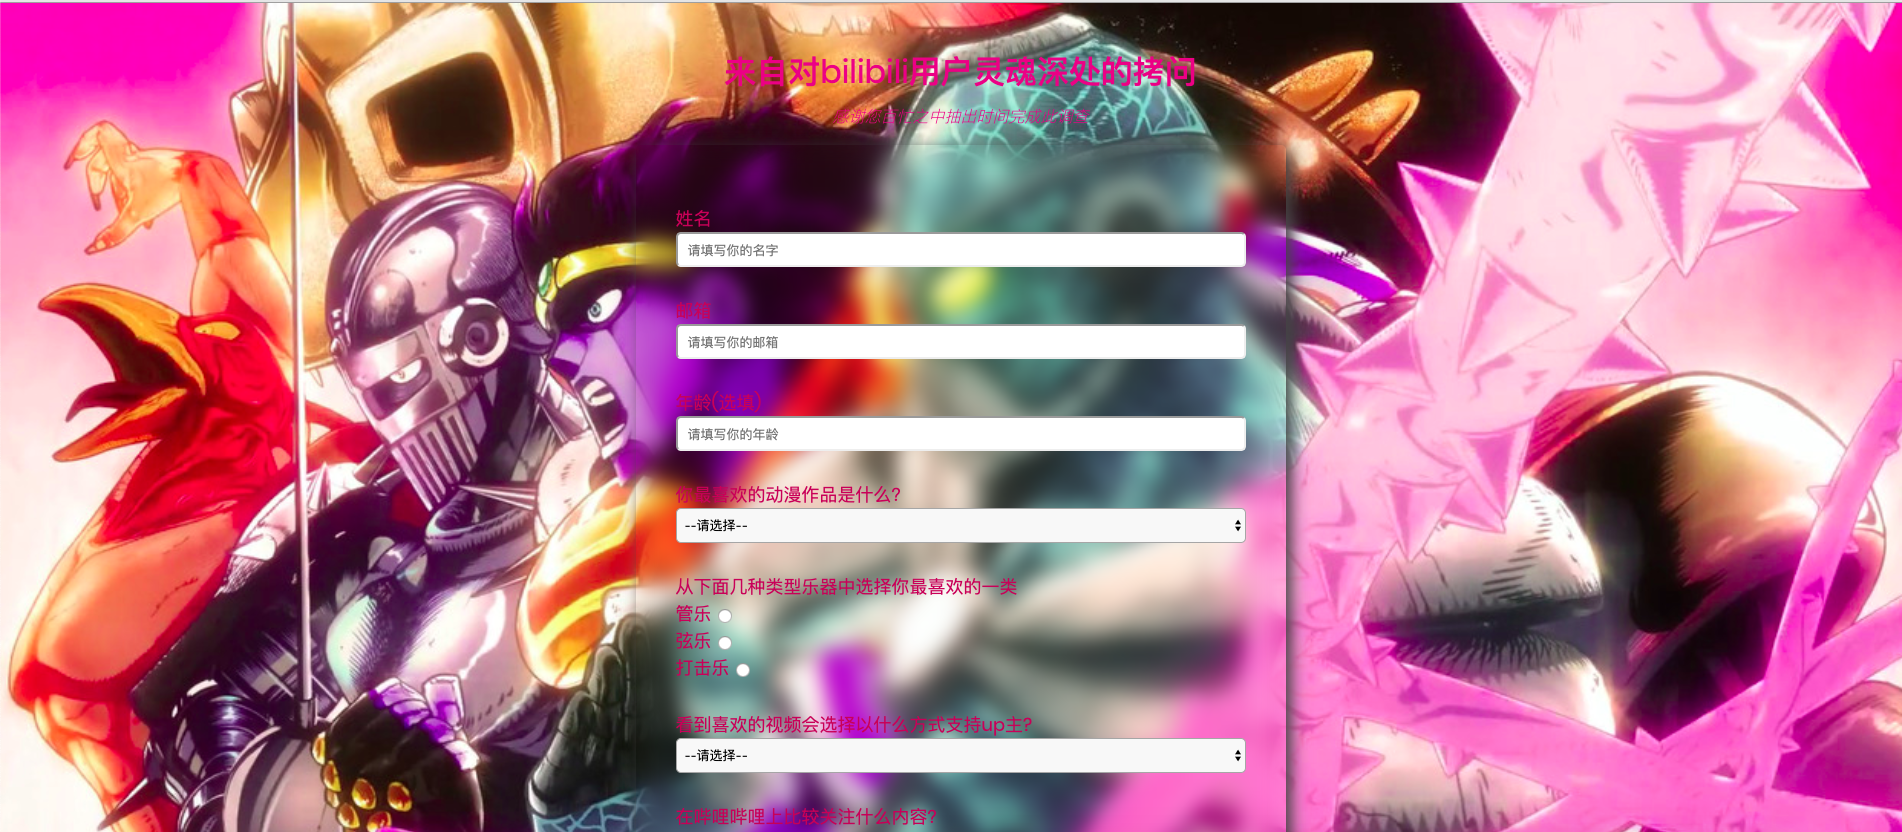 来自对bilibili用户灵魂深处的拷问
感谢您百忙之中抽出时间完成此调查
姓名
请填写你的名字
邮箱
请填写你的邮箱
年龄(选填)
请填写你的年龄
你最喜欢的动漫作品是什么?
--请选择--
从下面几种类型乐器中选择你最喜欢的一类
管乐
弦乐
打击乐
看到喜欢的视频会选择以什么方式支持up主?
--请选择--
在哔哩哔哩上比较关注什么内容?